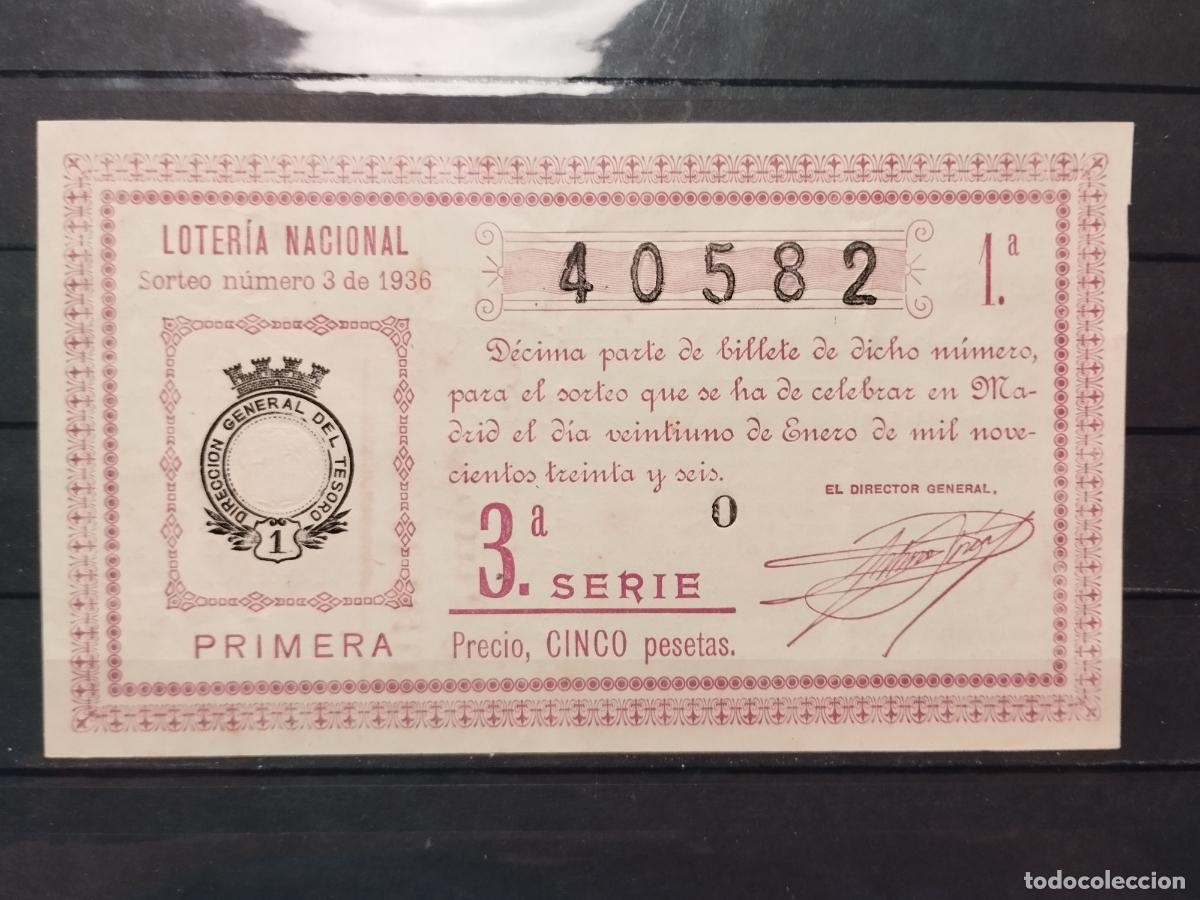 LOTERÍA NACIONAL
Sorteo número 3 de 1936
40582
1.ª
DIRECCION GENERAL DEL TESORO
1
PRIMERA
Décima parte de billete de dicho número,
para el sorteo que se ha de celebrar en Ma-
drid el día veintiuno de Enero de mil nove-
cientos treinta y seis.
EL DIRECTOR GENERAL,
O
3.ª SERIE
Precio, CINCO pesetas.
todocoleccion